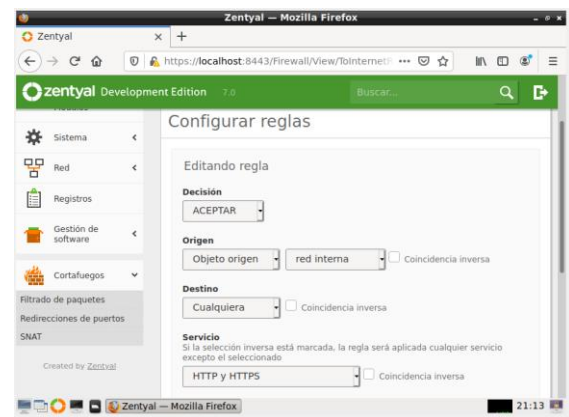 Zentyal — Mozilla Firefox
Zentyal × +
https://localhost:8443/Firewall/View/ToInternet
zentyal Development Edition 7.0 Buscar...
Configurar reglas
Sistema
Red
Registros
Gestión de
software
Cortafuegos
Filtrado de paquetes
Redirecciones de puertos
SNAT
Created by Zentyal
Editando regla
Decisión
ACEPTAR
Origen
Objeto origen red interna Coincidencia inversa
Destino
Cualquiera Coincidencia inversa
Servicio
Si la selección inversa está marcada, la regla será aplicada cualquier servicio
excepto el seleccionado
HTTP y HTTPS Coincidencia inversa
Zentyal — Mozilla Firefox 21:13